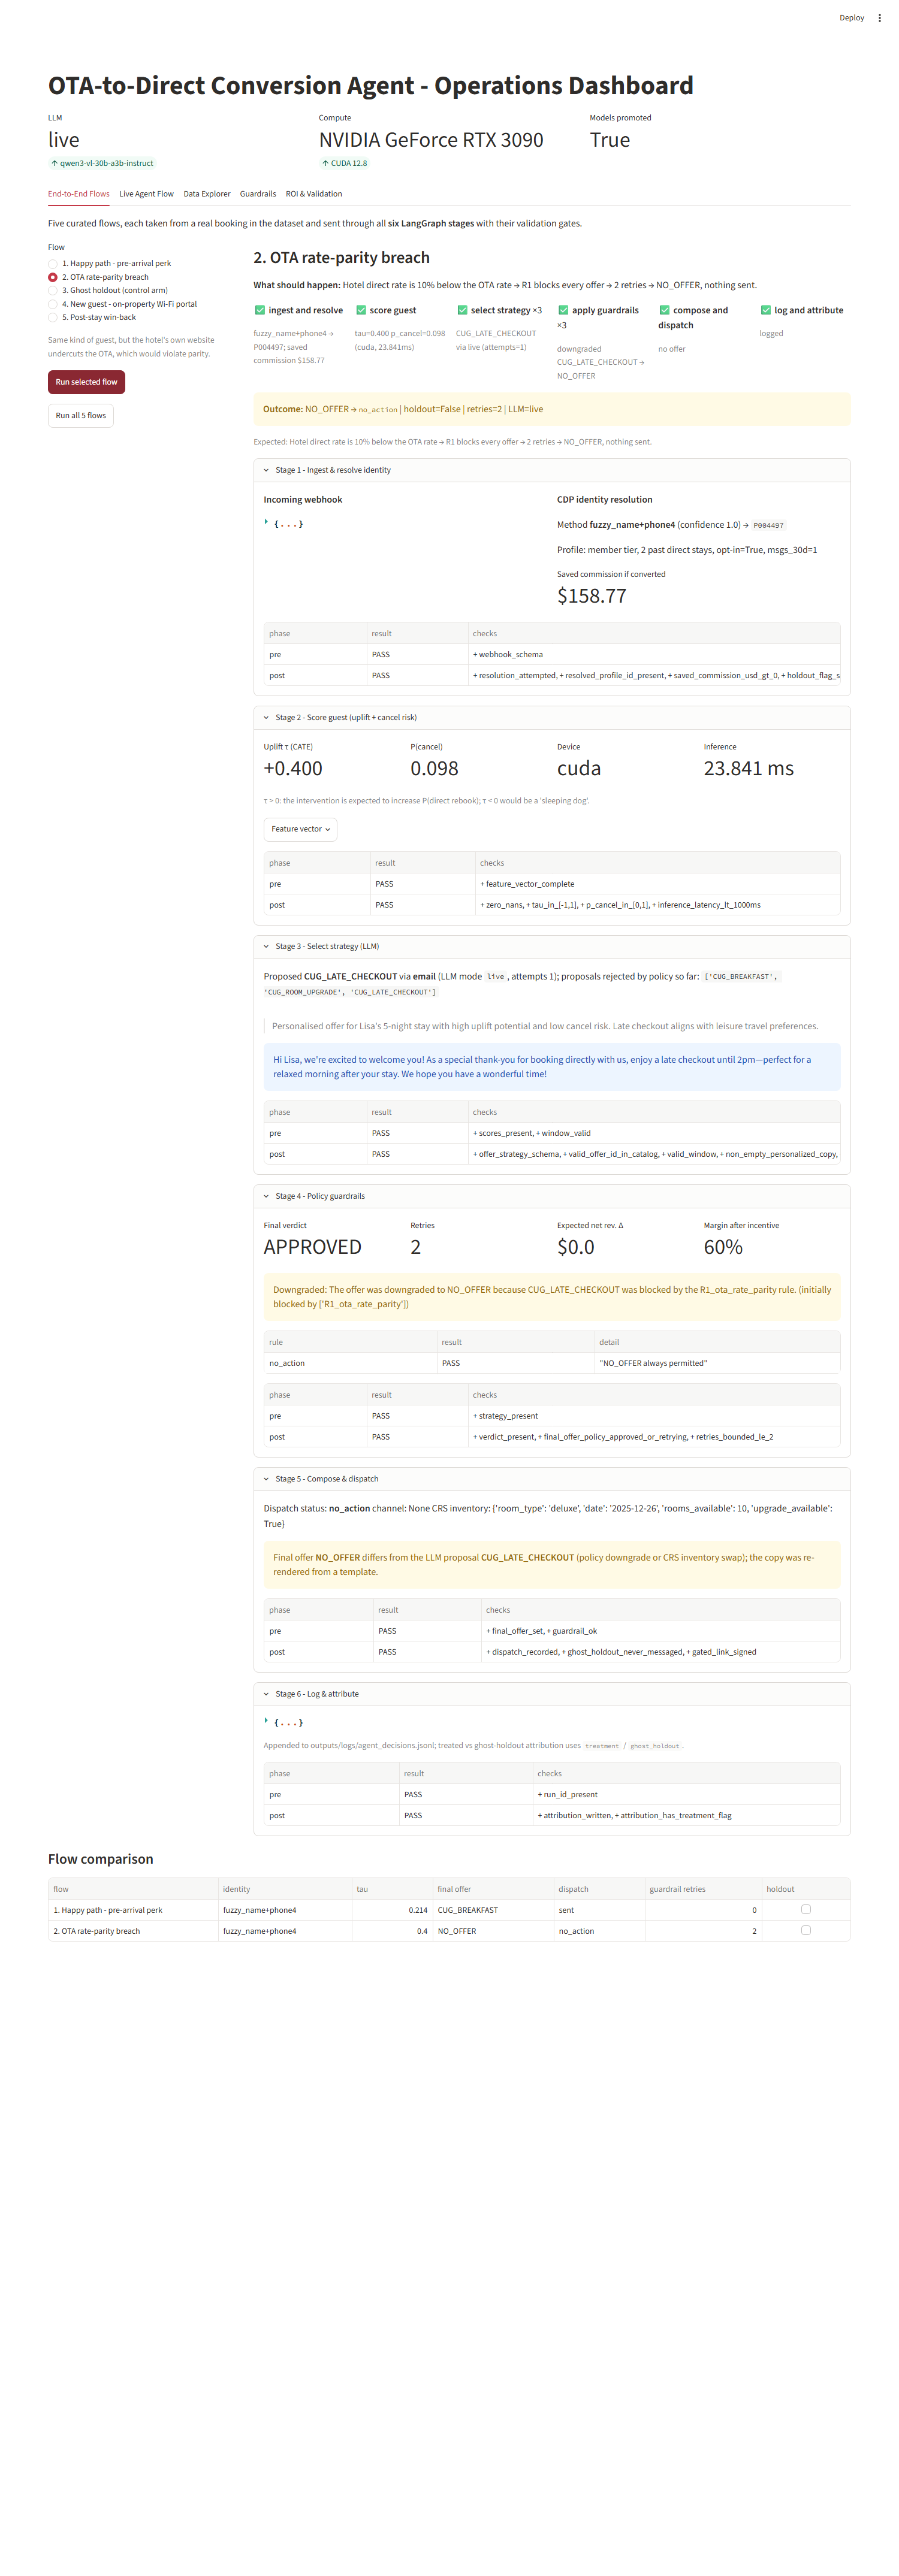 Deploy
OTA-to-Direct Conversion Agent - Operations Dashboard
LLM
live
↑ qwen3-vl-30b-a3b-instruct
Compute
NVIDIA GeForce RTX 3090
↑ CUDA 12.8
Models promoted
True
End-to-End Flows
Live Agent Flow
Data Explorer
Guardrails
ROI & Validation
Five curated flows, each taken from a real booking in the dataset and sent through all six LangGraph stages with their validation gates.
Flow
1. Happy path - pre-arrival perk
2. OTA rate-parity breach
3. Ghost holdout (control arm)
4. New guest - on-property Wi-Fi portal
5. Post-stay win-back
Same kind of guest, but the hotel's own website
undercuts the OTA, which would violate parity.
Run selected flow
Run all 5 flows
2. OTA rate-parity breach
What should happen: Hotel direct rate is 10% below the OTA rate → R1 blocks every offer → 2 retries → NO_OFFER, nothing sent.
✅ ingest and resolve
fuzzy_name+phone4 →
P004497; saved
commission $158.77
✅ score guest
tau=0.400 p_cancel=0.098
(cuda, 23.841ms)
✅ select strategy ×3
CUG_LATE_CHECKOUT
via live (attempts=1)
✅ apply guardrails
×3
downgraded
CUG_LATE_CHECKOUT →
NO_OFFER
✅ compose and
dispatch
no offer
✅ log and attribute
logged
Outcome: NO_OFFER → no_action | holdout=False | retries=2 | LLM=live
Expected: Hotel direct rate is 10% below the OTA rate → R1 blocks every offer → 2 retries → NO_OFFER, nothing sent.
Stage 1 - Ingest & resolve identity
Incoming webhook
{...}
CDP identity resolution
Method fuzzy_name+phone4 (confidence 1.0) → P004497
Profile: member tier, 2 past direct stays, opt-in=True, msgs_30d=1
Saved commission if converted
$158.77
phase result checks
pre PASS + webhook_schema
post PASS + resolution_attempted, + resolved_profile_id_present, + saved_commission_usd_gt_0, + holdout_flag_s
Stage 2 - Score guest (uplift + cancel risk)
Uplift τ (CATE)
+0.400
P(cancel)
0.098
Device
cuda
Inference
23.841 ms
τ > 0: the intervention is expected to increase P(direct rebook); τ < 0 would be a 'sleeping dog'.
Feature vector
phase result checks
pre PASS + feature_vector_complete
post PASS + zero_nans, + tau_in_[-1,1], + p_cancel_in_[0,1], + inference_latency_lt_1000ms
Stage 3 - Select strategy (LLM)
Proposed CUG_LATE_CHECKOUT via email (LLM mode live , attempts 1); proposals rejected by policy so far: ['CUG_BREAKFAST',
'CUG_ROOM_UPGRADE', 'CUG_LATE_CHECKOUT']
Personalised offer for Lisa's 5-night stay with high uplift potential and low cancel risk. Late checkout aligns with leisure travel preferences.
Hi Lisa, we're excited to welcome you! As a special thank-you for booking directly with us, enjoy a late checkout until 2pm—perfect for a
relaxed morning after your stay. We hope you have a wonderful time!
phase result checks
pre PASS + scores_present, + window_valid
post PASS + offer_strategy_schema, + valid_offer_id_in_catalog, + valid_window, + non_empty_personalized_copy,
Stage 4 - Policy guardrails
Final verdict
APPROVED
Retries
2
Expected net rev. Δ
$0.0
Margin after incentive
60%
Downgraded: The offer was downgraded to NO_OFFER because CUG_LATE_CHECKOUT was blocked by the R1_ota_rate_parity rule. (initially
blocked by ['R1_ota_rate_parity'])
rule result detail
no_action PASS "NO_OFFER always permitted"
phase result checks
pre PASS + strategy_present
post PASS + verdict_present, + final_offer_policy_approved_or_retrying, + retries_bounded_le_2
Stage 5 - Compose & dispatch
Dispatch status: no_action channel: None CRS inventory: {'room_type': 'deluxe', 'date': '2025-12-26', 'rooms_available': 10, 'upgrade_available':
True}
Final offer NO_OFFER differs from the LLM proposal CUG_LATE_CHECKOUT (policy downgrade or CRS inventory swap); the copy was re-
rendered from a template.
phase result checks
pre PASS + final_offer_set, + guardrail_ok
post PASS + dispatch_recorded, + ghost_holdout_never_messaged, + gated_link_signed
Stage 6 - Log & attribute
{...}
Appended to outputs/logs/agent_decisions.jsonl; treated vs ghost-holdout attribution uses treatment / ghost_holdout .
phase result checks
pre PASS + run_id_present
post PASS + attribution_written, + attribution_has_treatment_flag
Flow comparison
flow identity tau final offer dispatch guardrail retries holdout
1. Happy path - pre-arrival perk fuzzy_name+phone4 0.214 CUG_BREAKFAST sent 0
2. OTA rate-parity breach fuzzy_name+phone4 0.4 NO_OFFER no_action 2